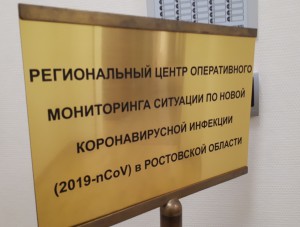 РЕГИОНАЛЬНЫЙ ЦЕНТР ОПЕРАТИВНОГО
МОНИТОРИНГА СИТУАЦИИ ПО НОВОЙ
КОРОНАВИРУСНОЙ ИНФЕКЦИИ
(2019-nCoV) в РОСТОВСКОЙ ОБЛАСТИ